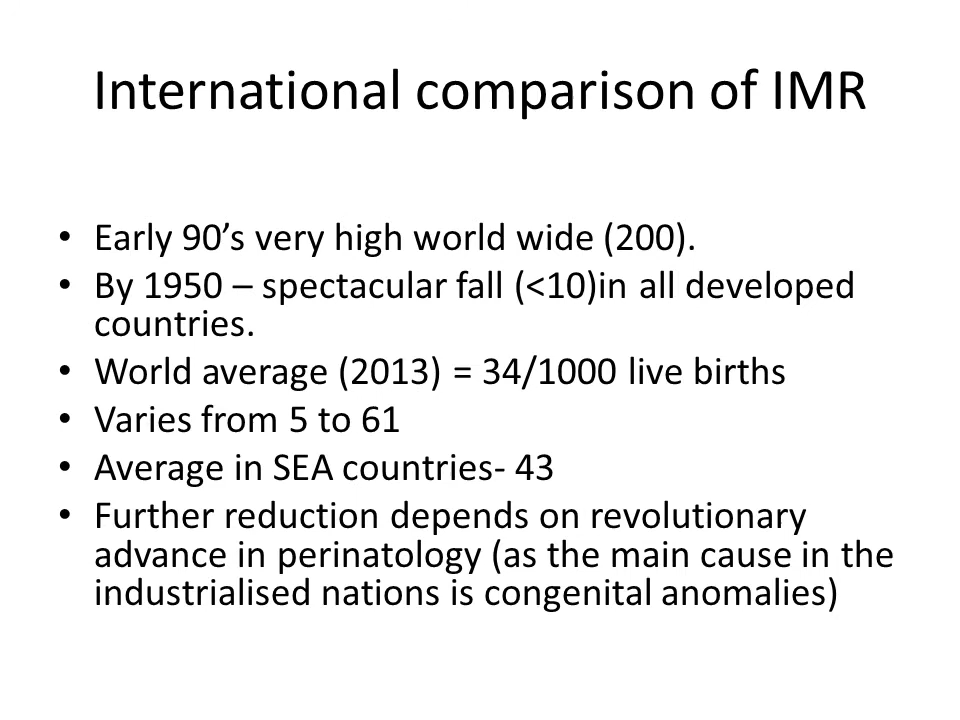 International comparison of IMR
• Early 90’s very high world wide (200).
• By 1950 – spectacular fall (<10)in all developed
countries.
• World average (2013) = 34/1000 live births
• Varies from 5 to 61
• Average in SEA countries- 43
• Further reduction depends on revolutionary
advance in perinatology (as the main cause in the
industrialised nations is congenital anomalies)